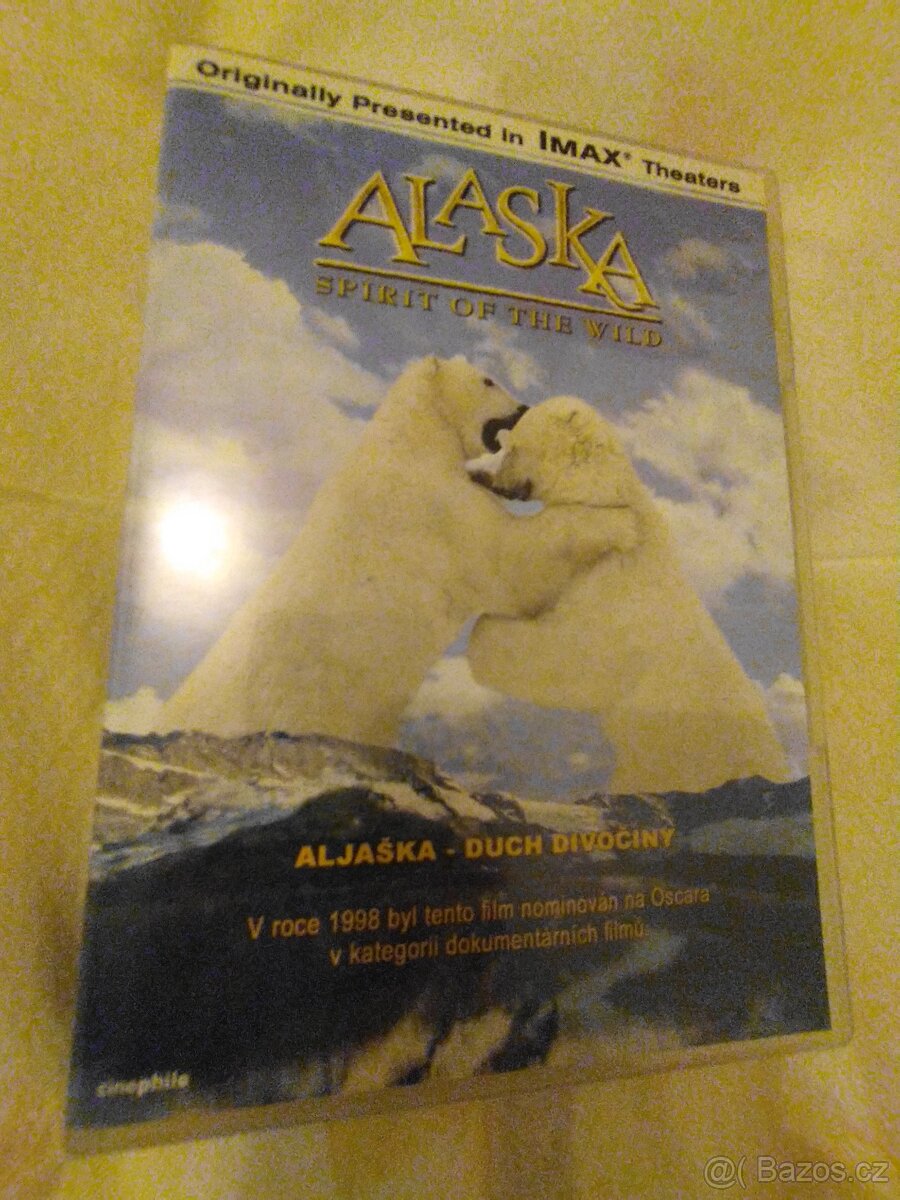 Originally Presented in IMAX® Theaters
ALASKA
SPIRIT OF THE WILD
ALJAŠKA - DUCH DIVOČINY
V roce 1998 byl tento film nominován na Oscara
v kategorii dokumentárních filmů.
cinephile
@( Bazos.cz